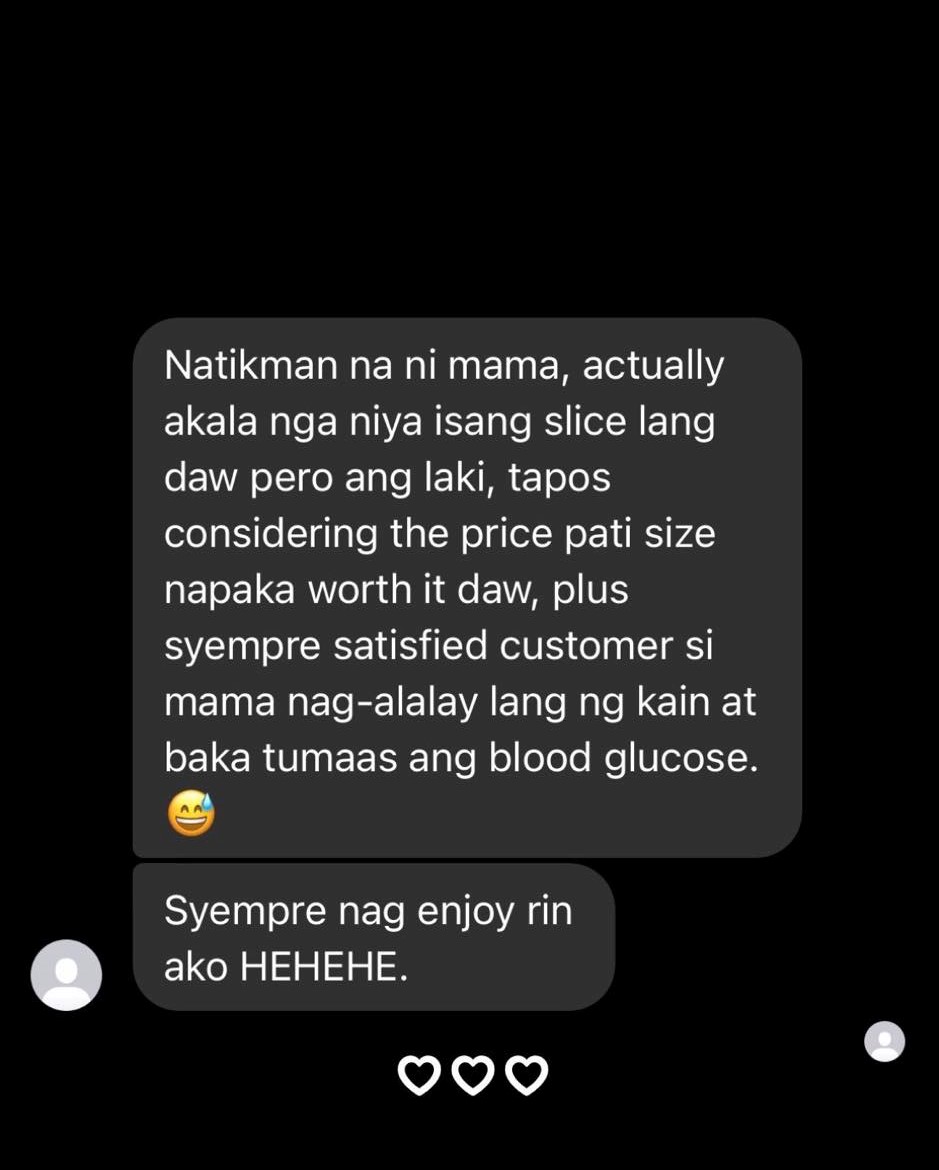 Natikman na ni mama, actually
akala nga niya isang slice lang
daw pero ang laki, tapos
considering the price pati size
napaka worth it daw, plus
syempre satisfied customer si
mama nag-alalay lang ng kain at
baka tumaas ang blood glucose.
😅
Syempre nag enjoy rin
ako HEHEHE.